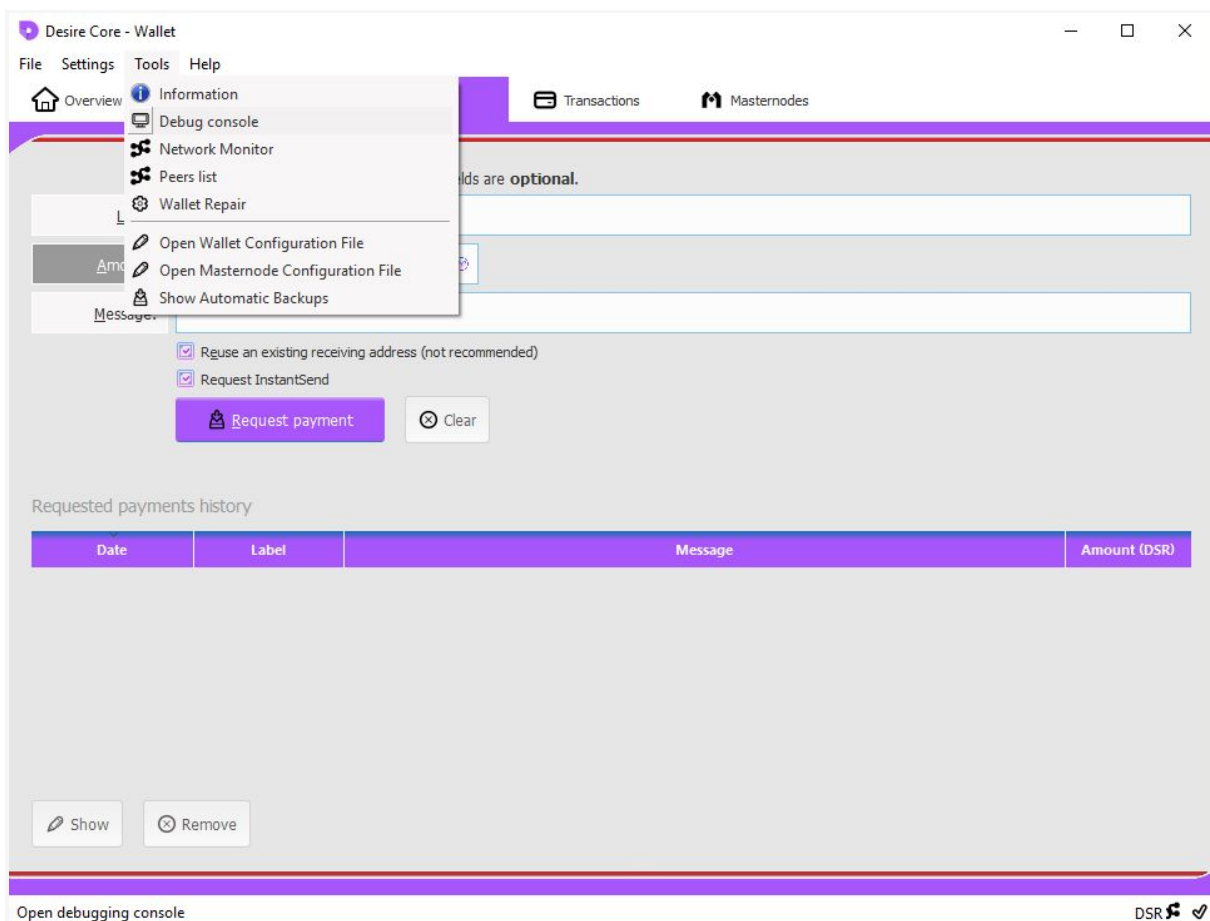 Desire Core - Wallet
File Settings Tools Help
Overview
Transactions
Masternodes
Information
Debug console
Network Monitor
Peers list
Wallet Repair
Open Wallet Configuration File
Open Masternode Configuration File
Show Automatic Backups
are optional.
Message:
Reuse an existing receiving address (not recommended)
Request InstantSend
Request payment
Clear
Requested payments history
Date Label Message Amount (DSR)
Show
Remove
Open debugging console
DSR